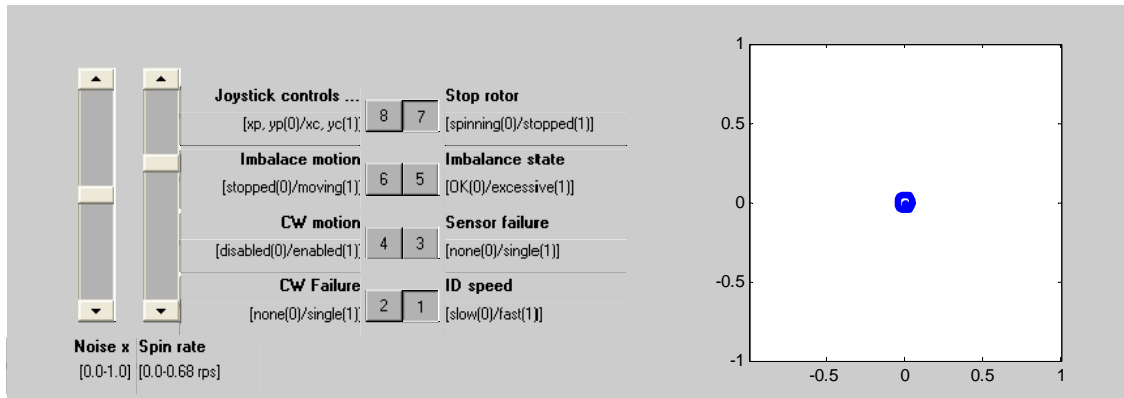 Joystick controls ...
[xp, yp(0)/xc, yc(1)]
8
7
Stop rotor
[spinning(0)/stopped(1)]
Imbalace motion
[stopped(0)/moving(1)]
6
5
Imbalance state
[OK(0)/excessive(1)]
CW motion
[disabled(0)/enabled(1)]
4
3
Sensor failure
[none(0)/single(1)]
CW Failure
[none(0)/single(1)]
2
1
ID speed
[slow(0)/fast(1)]
Noise x
[0.0-1.0]
Spin rate
[0.0-0.68 rps]
1
0.5
0
-0.5
-1
-0.5
0
0.5
1